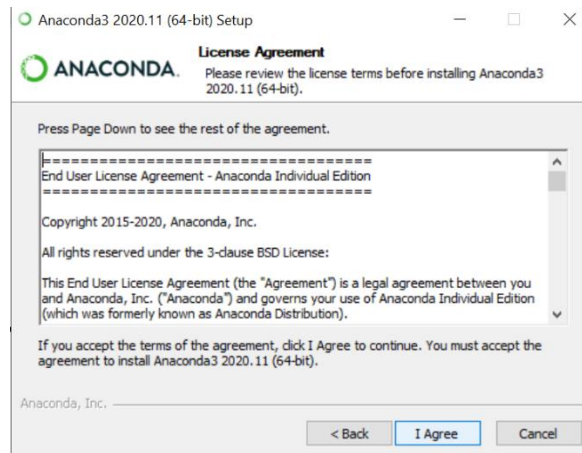 Anaconda3 2020.11 (64-bit) Setup
ANACONDA.
License Agreement
Please review the license terms before installing Anaconda3
2020.11 (64-bit).
Press Page Down to see the rest of the agreement.
===================================
End User License Agreement - Anaconda Individual Edition
===================================
Copyright 2015-2020, Anaconda, Inc.
All rights reserved under the 3-clause BSD License:
This End User License Agreement (the "Agreement") is a legal agreement between you
and Anaconda, Inc. ("Anaconda") and governs your use of Anaconda Individual Edition
(which was formerly known as Anaconda Distribution).
If you accept the terms of the agreement, click I Agree to continue. You must accept the
agreement to install Anaconda3 2020.11 (64-bit).
Anaconda, Inc.
< Back I Agree Cancel